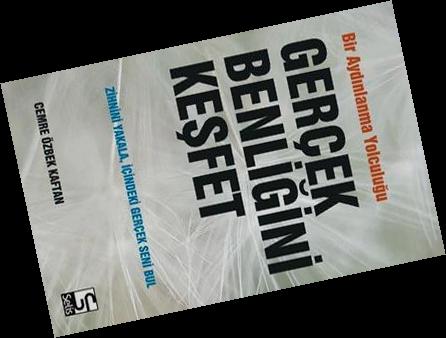 Bir Aydınlanma Yolculuğu
GERÇEK
BENLİĞİNİ
KEŞFET
ZİHNİNİ YAKALA, İÇİNDEKİ GERÇEK SENİ BUL
CEMRE ÖZBEK KAFTAN
Selis